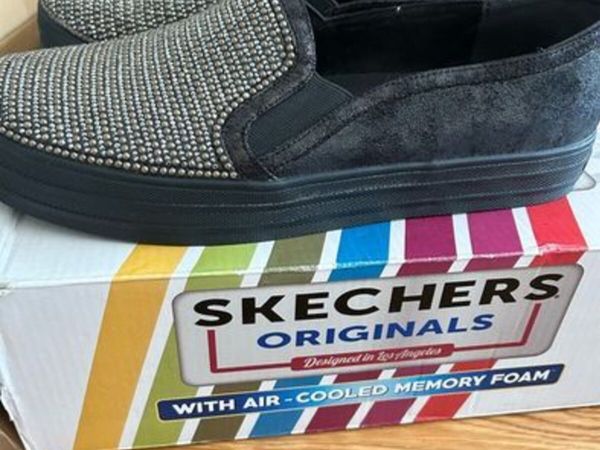 SKECHERS
ORIGINALS
Designed in Los Angeles
WITH AIR-COOLED MEMORY FOAM